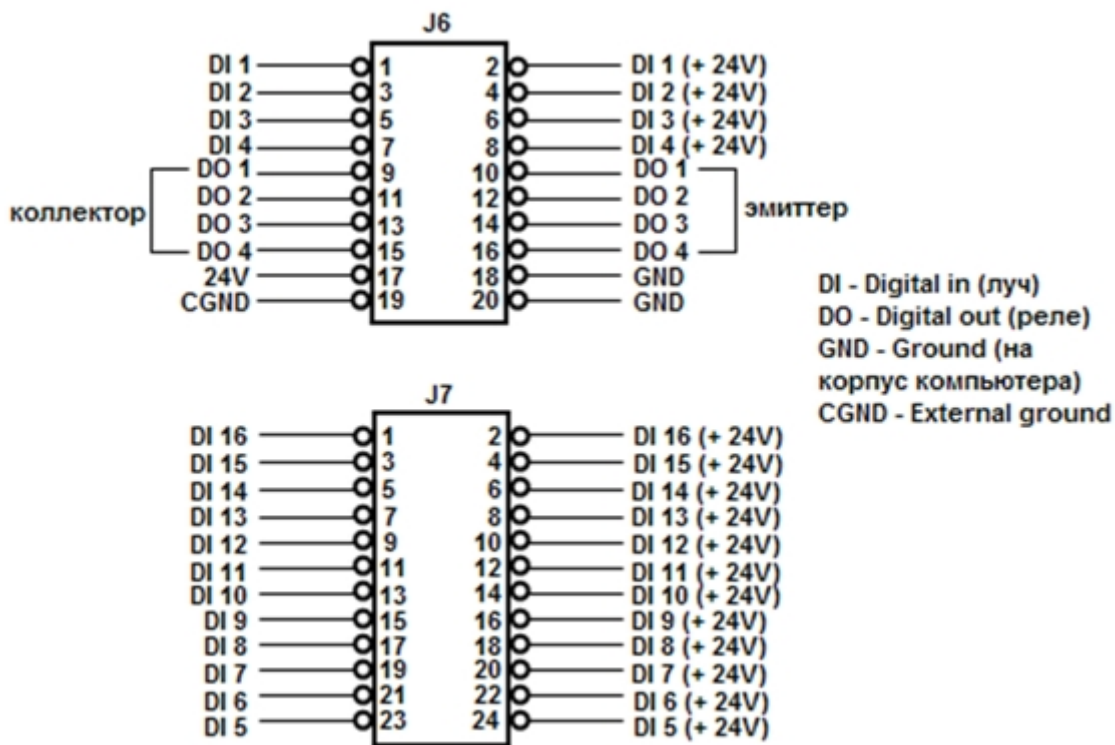 J6
DI 1 1 2 DI 1 (+ 24V)
DI 2 3 4 DI 2 (+ 24V)
DI 3 5 6 DI 3 (+ 24V)
DI 4 7 8 DI 4 (+ 24V)
DO 1 9 10 DO 1
DO 2 11 12 DO 2
коллектор
эмиттер
DO 3 13 14 DO 3
DO 4 15 16 DO 4
24V 17 18 GND
CGND 19 20 GND
DI - Digital in (луч)
DO - Digital out (реле)
GND - Ground (на
корпус компьютера)
CGND - External ground
J7
DI 16 1 2 DI 16 (+ 24V)
DI 15 3 4 DI 15 (+ 24V)
DI 14 5 6 DI 14 (+ 24V)
DI 13 7 8 DI 13 (+ 24V)
DI 12 9 10 DI 12 (+ 24V)
DI 11 11 12 DI 11 (+ 24V)
DI 10 13 14 DI 10 (+ 24V)
DI 9 15 16 DI 9 (+ 24V)
DI 8 17 18 DI 8 (+ 24V)
DI 7 19 20 DI 7 (+ 24V)
DI 6 21 22 DI 6 (+ 24V)
DI 5 23 24 DI 5 (+ 24V)